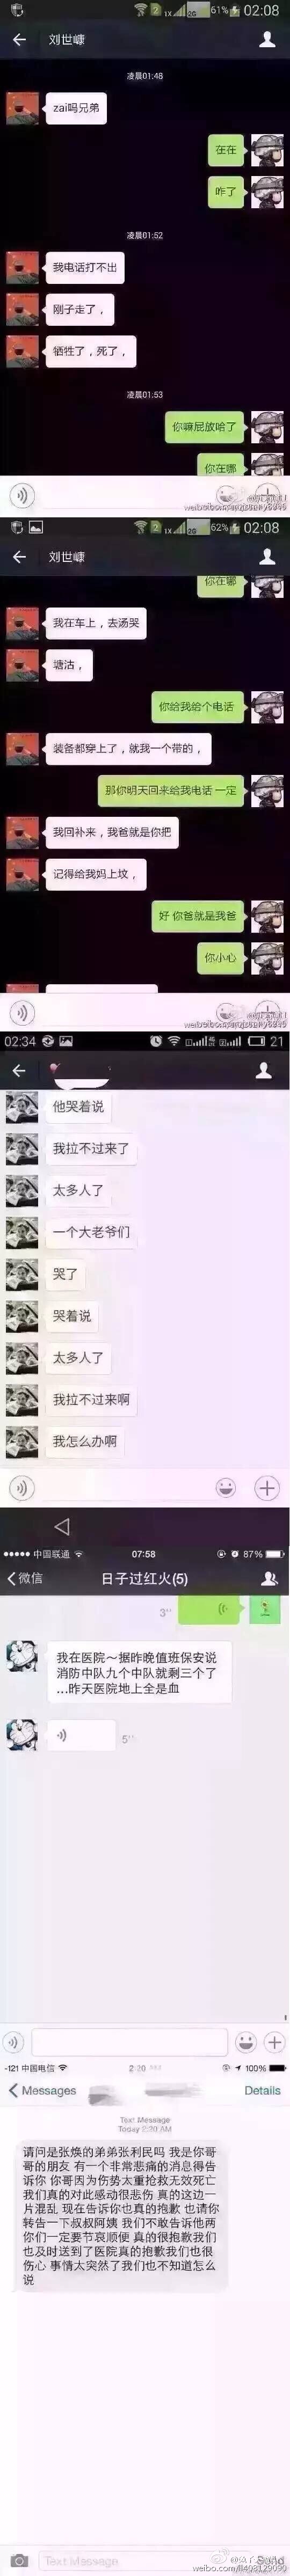 61% 02:08
刘世嵻
凌晨01:48
zai吗兄弟
在在
咋了
凌晨01:52
我电话打不出
刚子走了，
牺牲了，死了，
凌晨01:53
你嘛屁放哈了
你在哪
62% 02:08
刘世嵻
你在哪
我在车上，去汤哭
塘沽，
你给我给个电话
装备都穿上了，就我一个带的，
那你明天回来给我电话 一定
我回补来，我爸就是你把
记得给我妈上坟，
好 你爸就是我爸
你小心
02:34 21
他哭着说
我拉不过来了
太多人了
一个大老爷们
哭了
哭着说
太多人了
我拉不过来啊
我怎么办啊
中国联通 07:58 87%
微信 日子过红火(5)
3''
我在医院～据昨晚值班保安说
消防中队九个中队就剩三个了
...昨天医院地上全是血
5''
-121 中国电信 2:20 100%
Messages Details
Text Message
请问是张焕的弟弟张利民吗 我是你哥
哥的朋友 有一个非常悲痛的消息得告
诉你 你哥因为伤势太重抢救无效死亡
我们真的对此感动很悲伤 真的这边一
片混乱 现在告诉你也真的抱歉 也请你
转告一下叔叔阿姨 我们不敢告诉他两
你们一定要节哀顺便 真的很抱歉我们
也及时送到了医院真的抱歉我们也很
伤心 事情太突然了我们也不知道怎么
说
Text Message Send